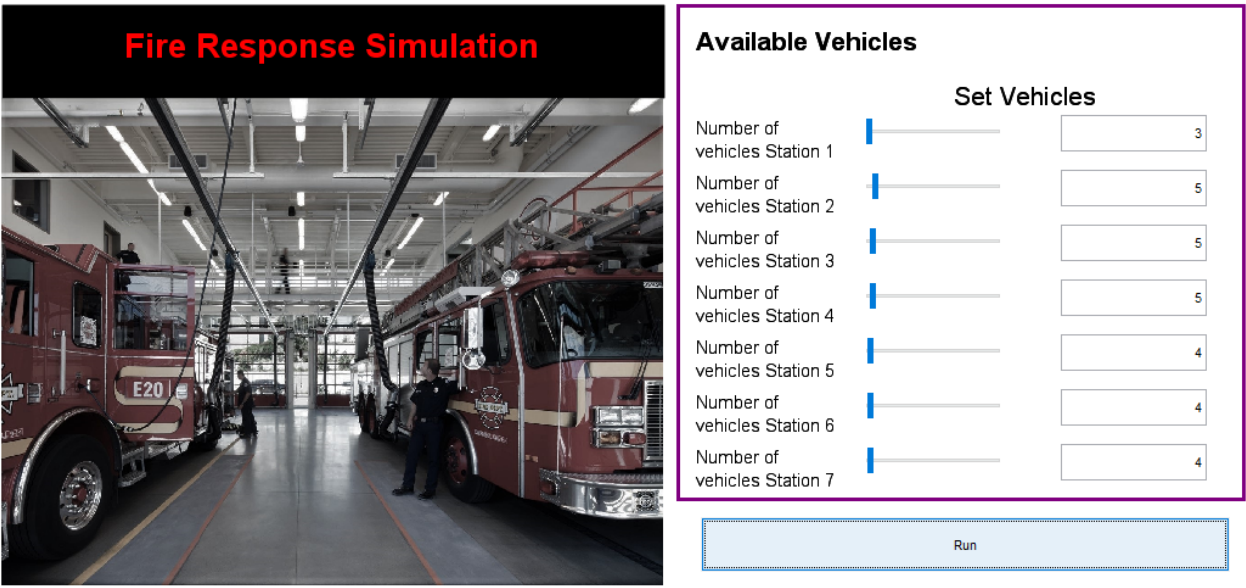 Fire Response Simulation
E20
Available Vehicles
Set Vehicles
Number of
vehicles Station 1
3
Number of
vehicles Station 2
5
Number of
vehicles Station 3
5
Number of
vehicles Station 4
5
Number of
vehicles Station 5
4
Number of
vehicles Station 6
4
Number of
vehicles Station 7
4
Run